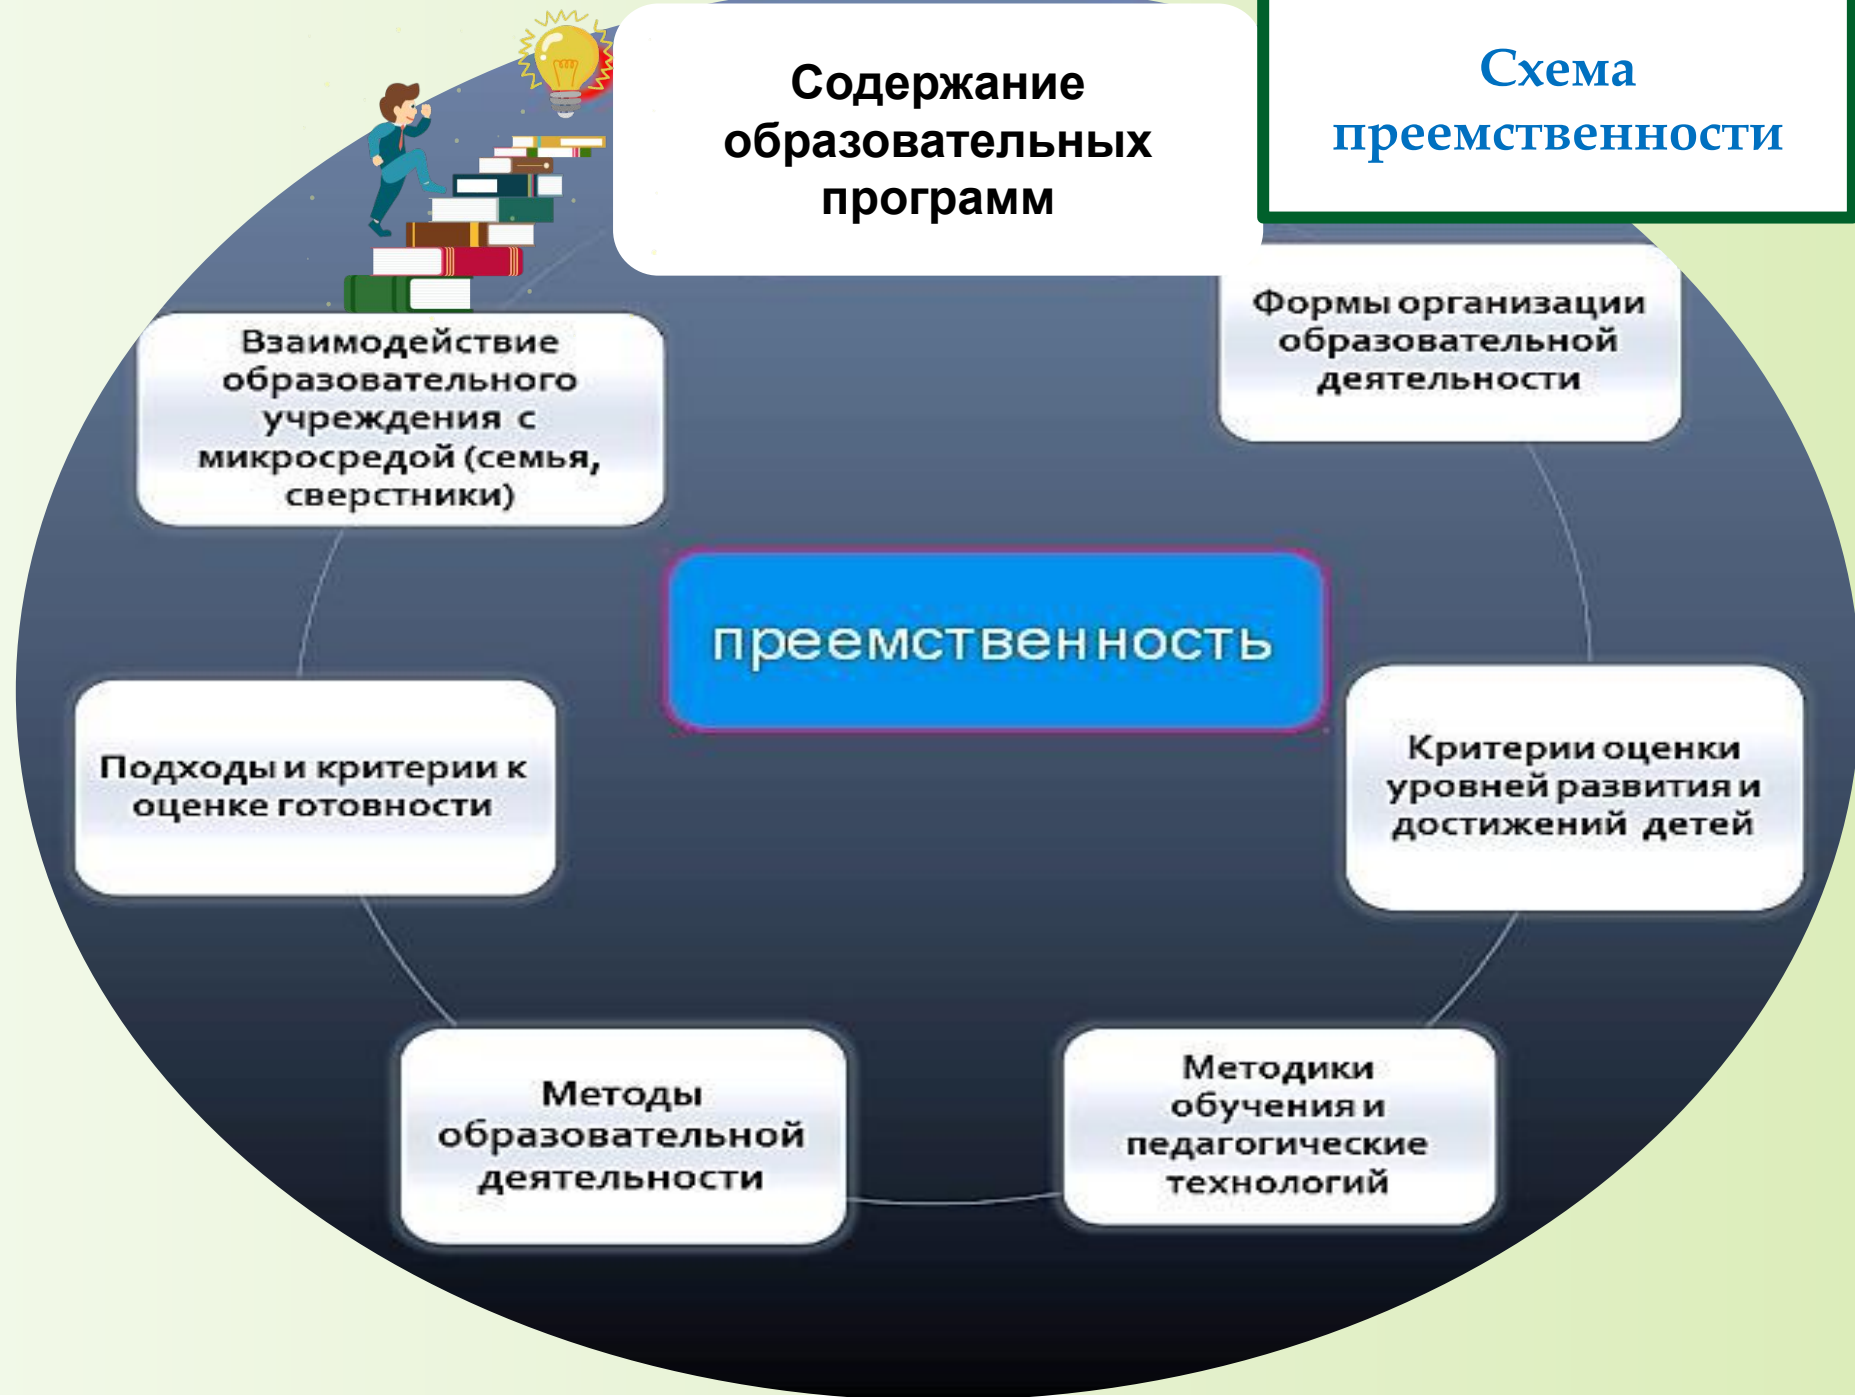 Содержание
образовательных
программ
Схема
преемственности
Формы организации
образовательной
деятельности
Взаимодействие
образовательного
учреждения с
микросредой (семья,
сверстники)
преемственность
Подходы и критерии к
оценке готовности
Критерии оценки
уровней развития и
достижений детей
Методы
образовательной
деятельности
Методики
обучения и
педагогические
технологий